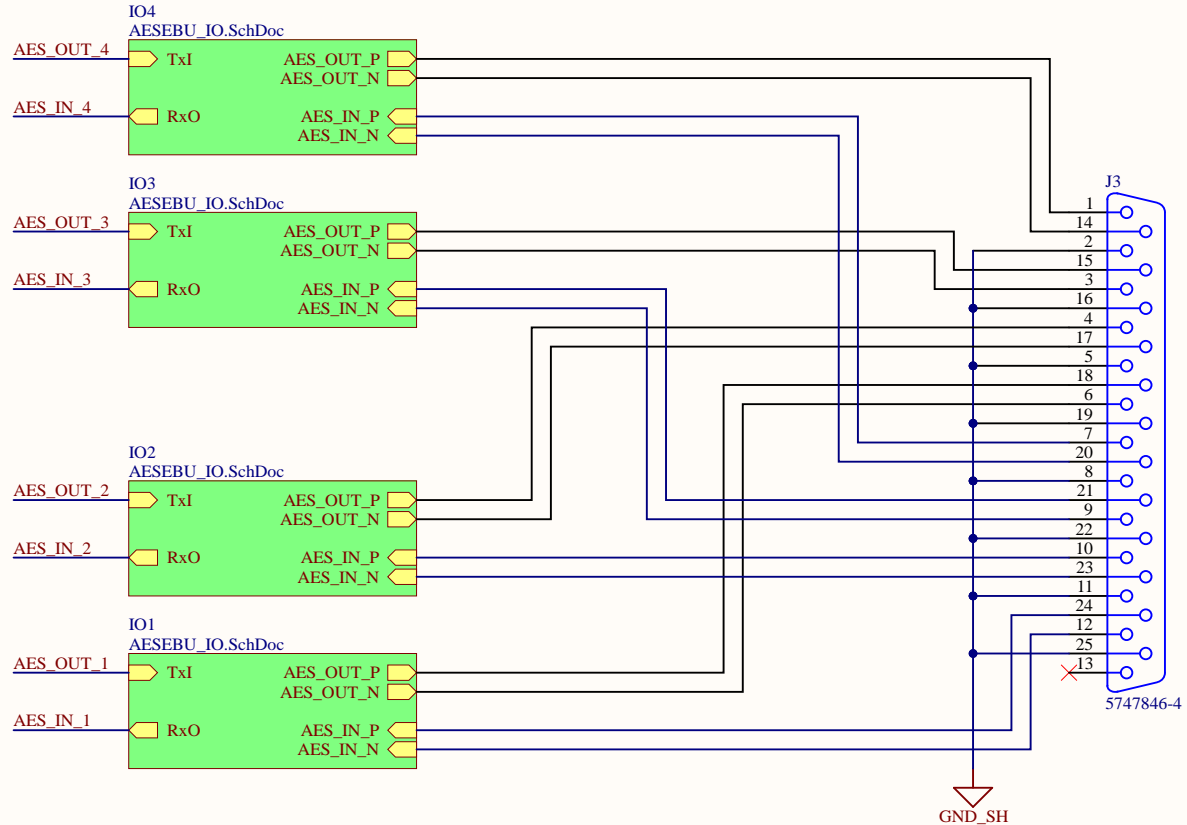 IO4
AESEBU_IO.SchDoc
AES_OUT_4
TxI
AES_OUT_P
AES_OUT_N
AES_IN_4
RxO
AES_IN_P
AES_IN_N
IO3
AESEBU_IO.SchDoc
AES_OUT_3
TxI
AES_OUT_P
AES_OUT_N
AES_IN_3
RxO
AES_IN_P
AES_IN_N
IO2
AESEBU_IO.SchDoc
AES_OUT_2
TxI
AES_OUT_P
AES_OUT_N
AES_IN_2
RxO
AES_IN_P
AES_IN_N
IO1
AESEBU_IO.SchDoc
AES_OUT_1
TxI
AES_OUT_P
AES_OUT_N
AES_IN_1
RxO
AES_IN_P
AES_IN_N
J3
1
14
2
15
3
16
4
17
5
18
6
19
7
20
8
21
9
22
10
23
11
24
12
25
13
5747846-4
GND_SH